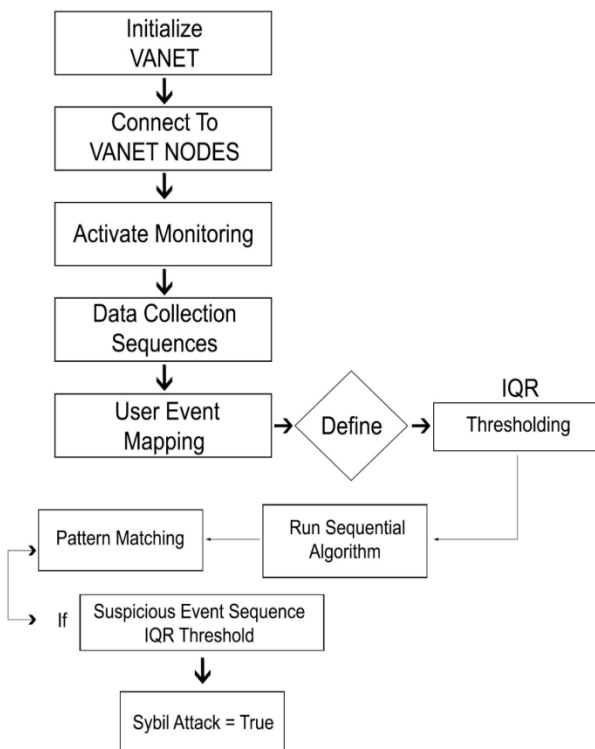 Initialize
VANET
Connect To
VANET NODES
Activate Monitoring
Data Collection
Sequences
User Event
Mapping
Define
IQR
Thresholding
Run Sequential
Algorithm
Pattern Matching
If
Suspicious Event Sequence
IQR Threshold
Sybil Attack = True